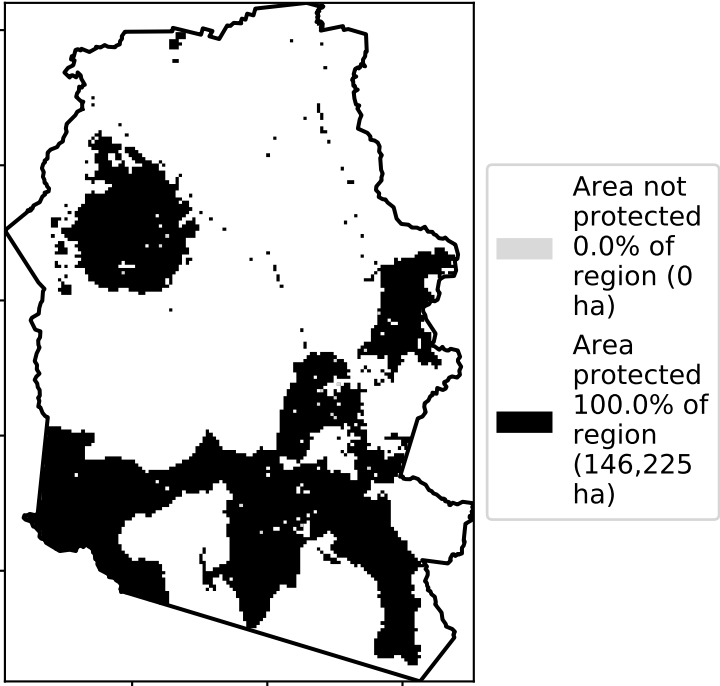 Area not
protected
0.0% of
region (0
ha)
Area
protected
100.0% of
region
(146,225
ha)